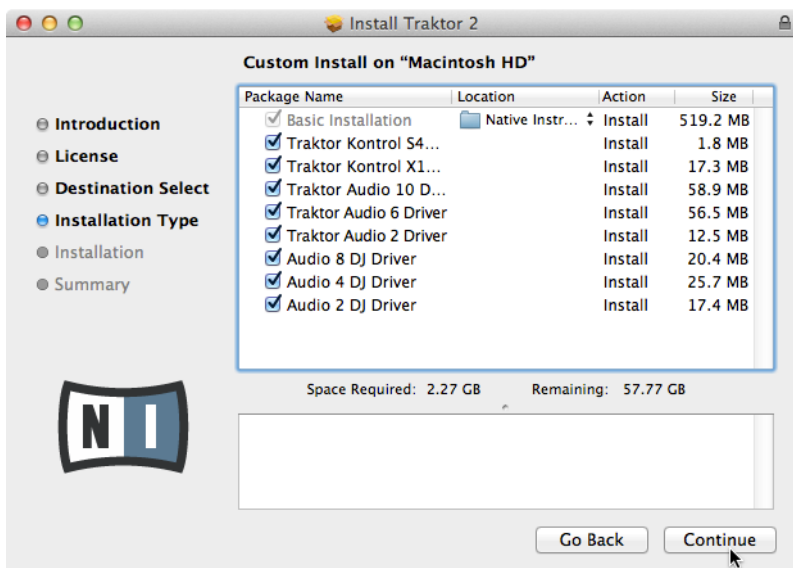 Install Traktor 2
Custom Install on “Macintosh HD”
Introduction
License
Destination Select
Installation Type
Installation
Summary
Package Name Location Action Size
Basic Installation Native Instr... Install 519.2 MB
Traktor Kontrol S4... Install 1.8 MB
Traktor Kontrol X1... Install 17.3 MB
Traktor Audio 10 D... Install 58.9 MB
Traktor Audio 6 Driver Install 56.5 MB
Traktor Audio 2 Driver Install 12.5 MB
Audio 8 DJ Driver Install 20.4 MB
Audio 4 DJ Driver Install 25.7 MB
Audio 2 DJ Driver Install 17.4 MB
Space Required: 2.27 GB Remaining: 57.77 GB
NI
Go Back Continue